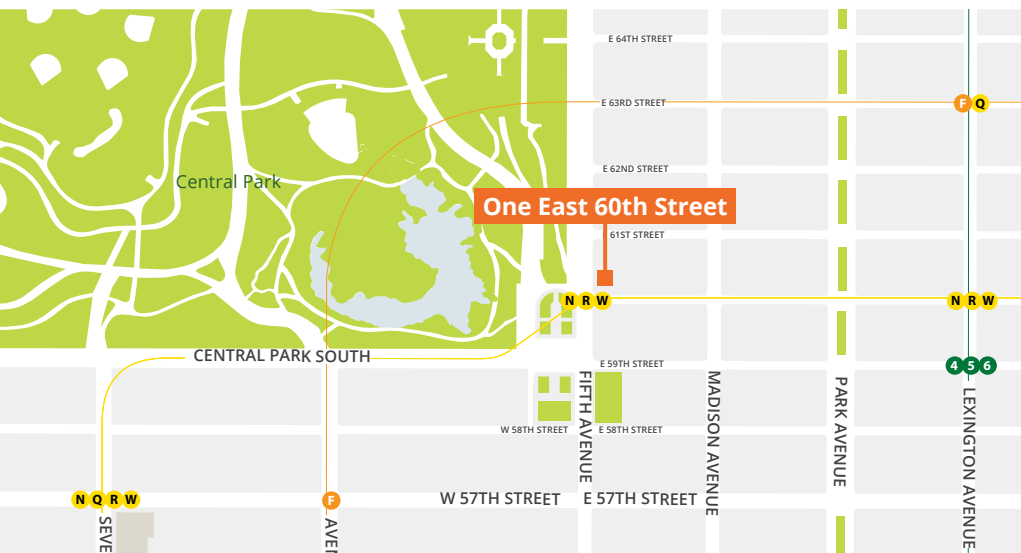 E 64TH STREET
E 63RD STREET
F Q
E 62ND STREET
Central Park
One East 60th Street
61ST STREET
N R W
N R W
CENTRAL PARK SOUTH
E 59TH STREET
4 5 6
FIFTH AVENUE
MADISON AVENUE
PARK AVENUE
LEXINGTON AVENUE
W 58TH STREET
E 58TH STREET
N Q R W
F
W 57TH STREET
E 57TH STREET
SEVE
AVEN